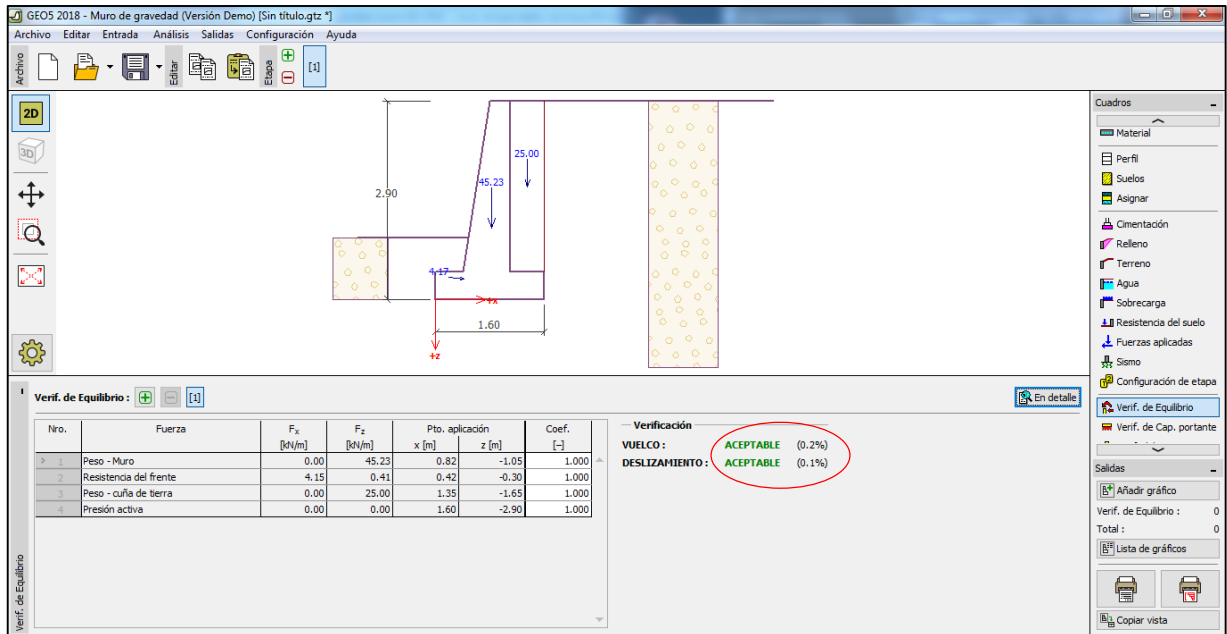 GEO5 2018 - Muro de gravedad (Versión Demo) [Sin título.gtz *]
Archivo Editar Entrada Análisis Salidas Configuración Ayuda
Archivo
Editar
Etapa
[1]
2D
3D
2.90
45.23
25.00
4.17
+x
1.60
+z
Cuadros
Material
Perfil
Suelos
Asignar
Cimentación
Relleno
Terreno
Agua
Sobrecarga
Resistencia del suelo
Fuerzas aplicadas
Sismo
Configuración de etapa
Verif. de Equilibrio
Verif. de Cap. portante
Verif. de Equilibrio
Verif. de Equilibrio : [1]
En detalle
Nro. Fuerza Fx Fz Pto. aplicación Coef.
[kN/m] [kN/m] x [m] z [m] [-]
1 Peso - Muro 0.00 45.23 0.82 -1.05 1.000
2 Resistencia del frente 4.15 0.41 0.42 -0.30 1.000
3 Peso - cuña de tierra 0.00 25.00 1.35 -1.65 1.000
4 Presión activa 0.00 0.00 1.60 -2.90 1.000
Verificación
VUELCO : ACEPTABLE (0.2%)
DESLIZAMIENTO : ACEPTABLE (0.1%)
Salidas
Añadir gráfico
Verif. de Equilibrio : 0
Total : 0
Lista de gráficos
Copiar vista